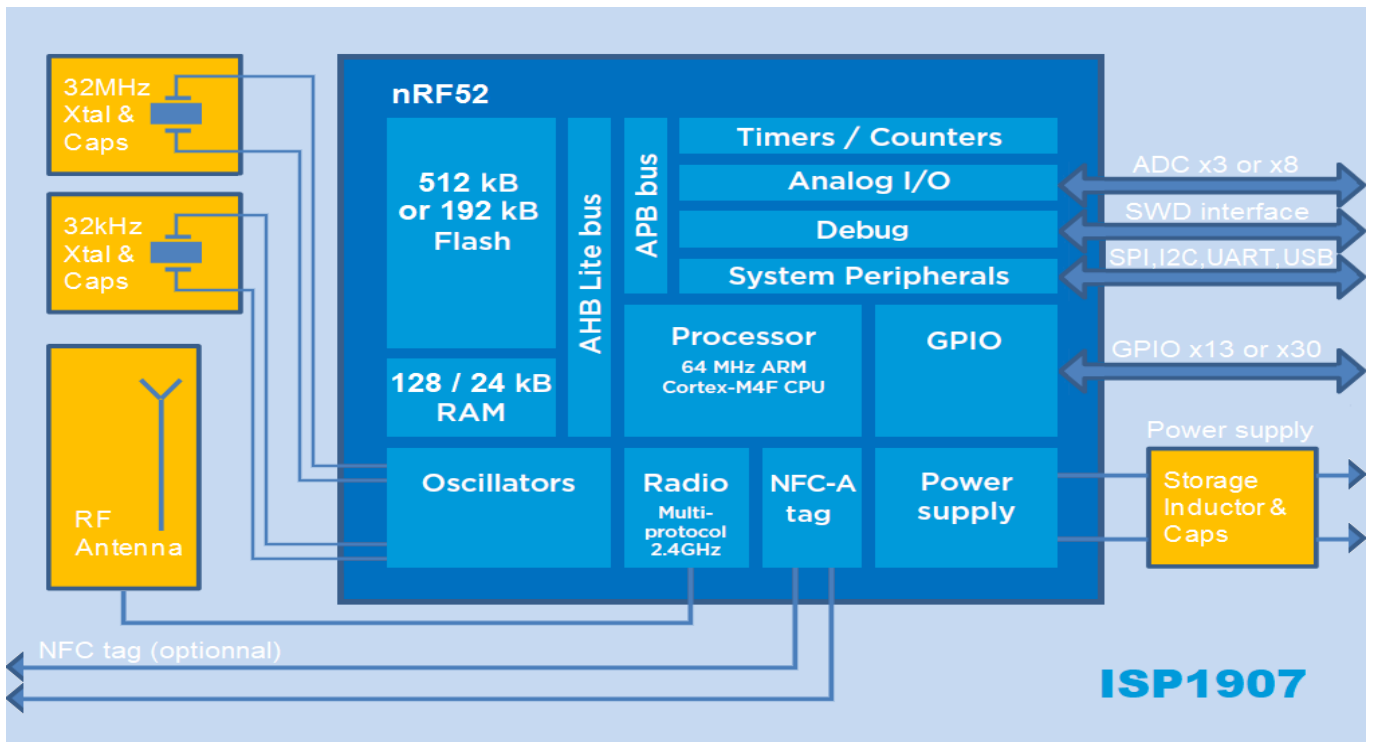 32MHz
Xtal &
Caps
32kHz
Xtal &
Caps
RF
Antenna
nRF52
512 kB
or 192 kB
Flash
128 / 24 kB
RAM
AHB Lite bus
APB bus
Timers / Counters
Analog I/O
Debug
System Peripherals
Processor
64 MHz ARM
Cortex-M4F CPU
GPIO
Oscillators
Radio
Multi-
protocol
2.4GHz
NFC-A
tag
Power
supply
ADC x3 or x8
SWD interface
SPI,I2C,UART,USB
GPIO x13 or x30
Power supply
Storage
Inductor &
Caps
NFC tag (optionnal)
ISP1907